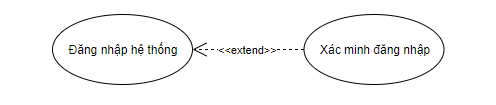 Đăng nhập hệ thống
<<extend>>
Xác minh đăng nhập